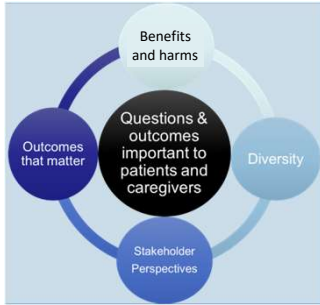 Benefits
and harms
Questions &
outcomes
important to
patients and
caregivers
Outcomes
that matter
Diversity
Stakeholder
Perspectives